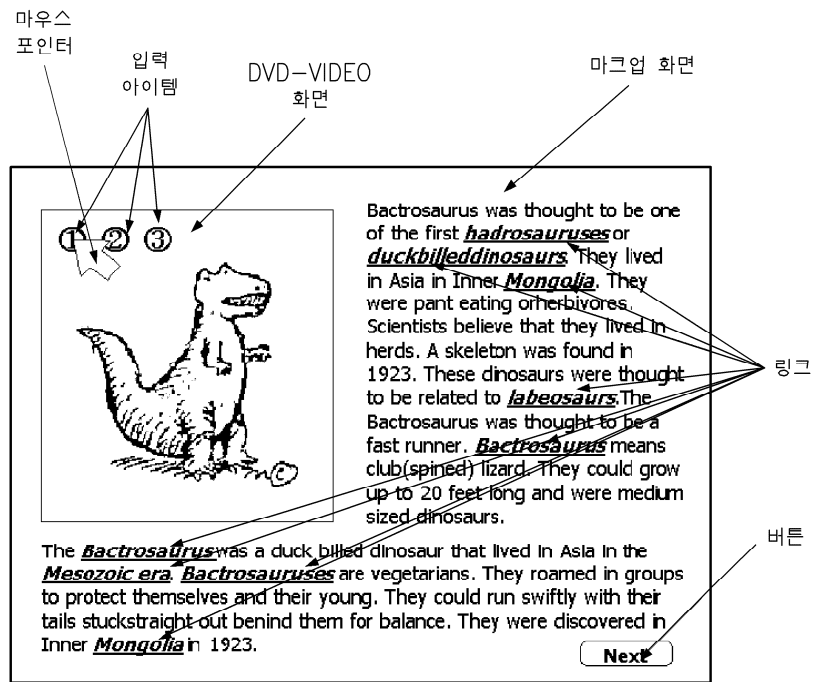 마우스
포인터
입력
아이템
DVD-VIDEO
화면
마크업 화면
① ② ③
Bactrosaurus was thought to be one
of the first hadrosauruses or
duckbilleddinosaurs. They lived
in Asia in Inner Mongolia. They
were pant eating orherbivores.
Scientists believe that they lived in
herds. A skeleton was found in
1923. These dinosaurs were thought
to be related to labeosaurs.The
Bactrosaurus was thought to be a
fast runner. Bactrosaurus means
club(spined) lizard. They could grow
up to 20 feet long and were medium
sized dinosaurs.
링크
The Bactrosaurus was a duck billed dinosaur that lived in Asia in the
Mesozoic era. Bactrosauruses are vegetarians. They roamed in groups
to protect themselves and their young. They could run swiftly with their
tails stuckstraight out benind them for balance. They were discovered in
Inner Mongolia in 1923.
버튼
Next